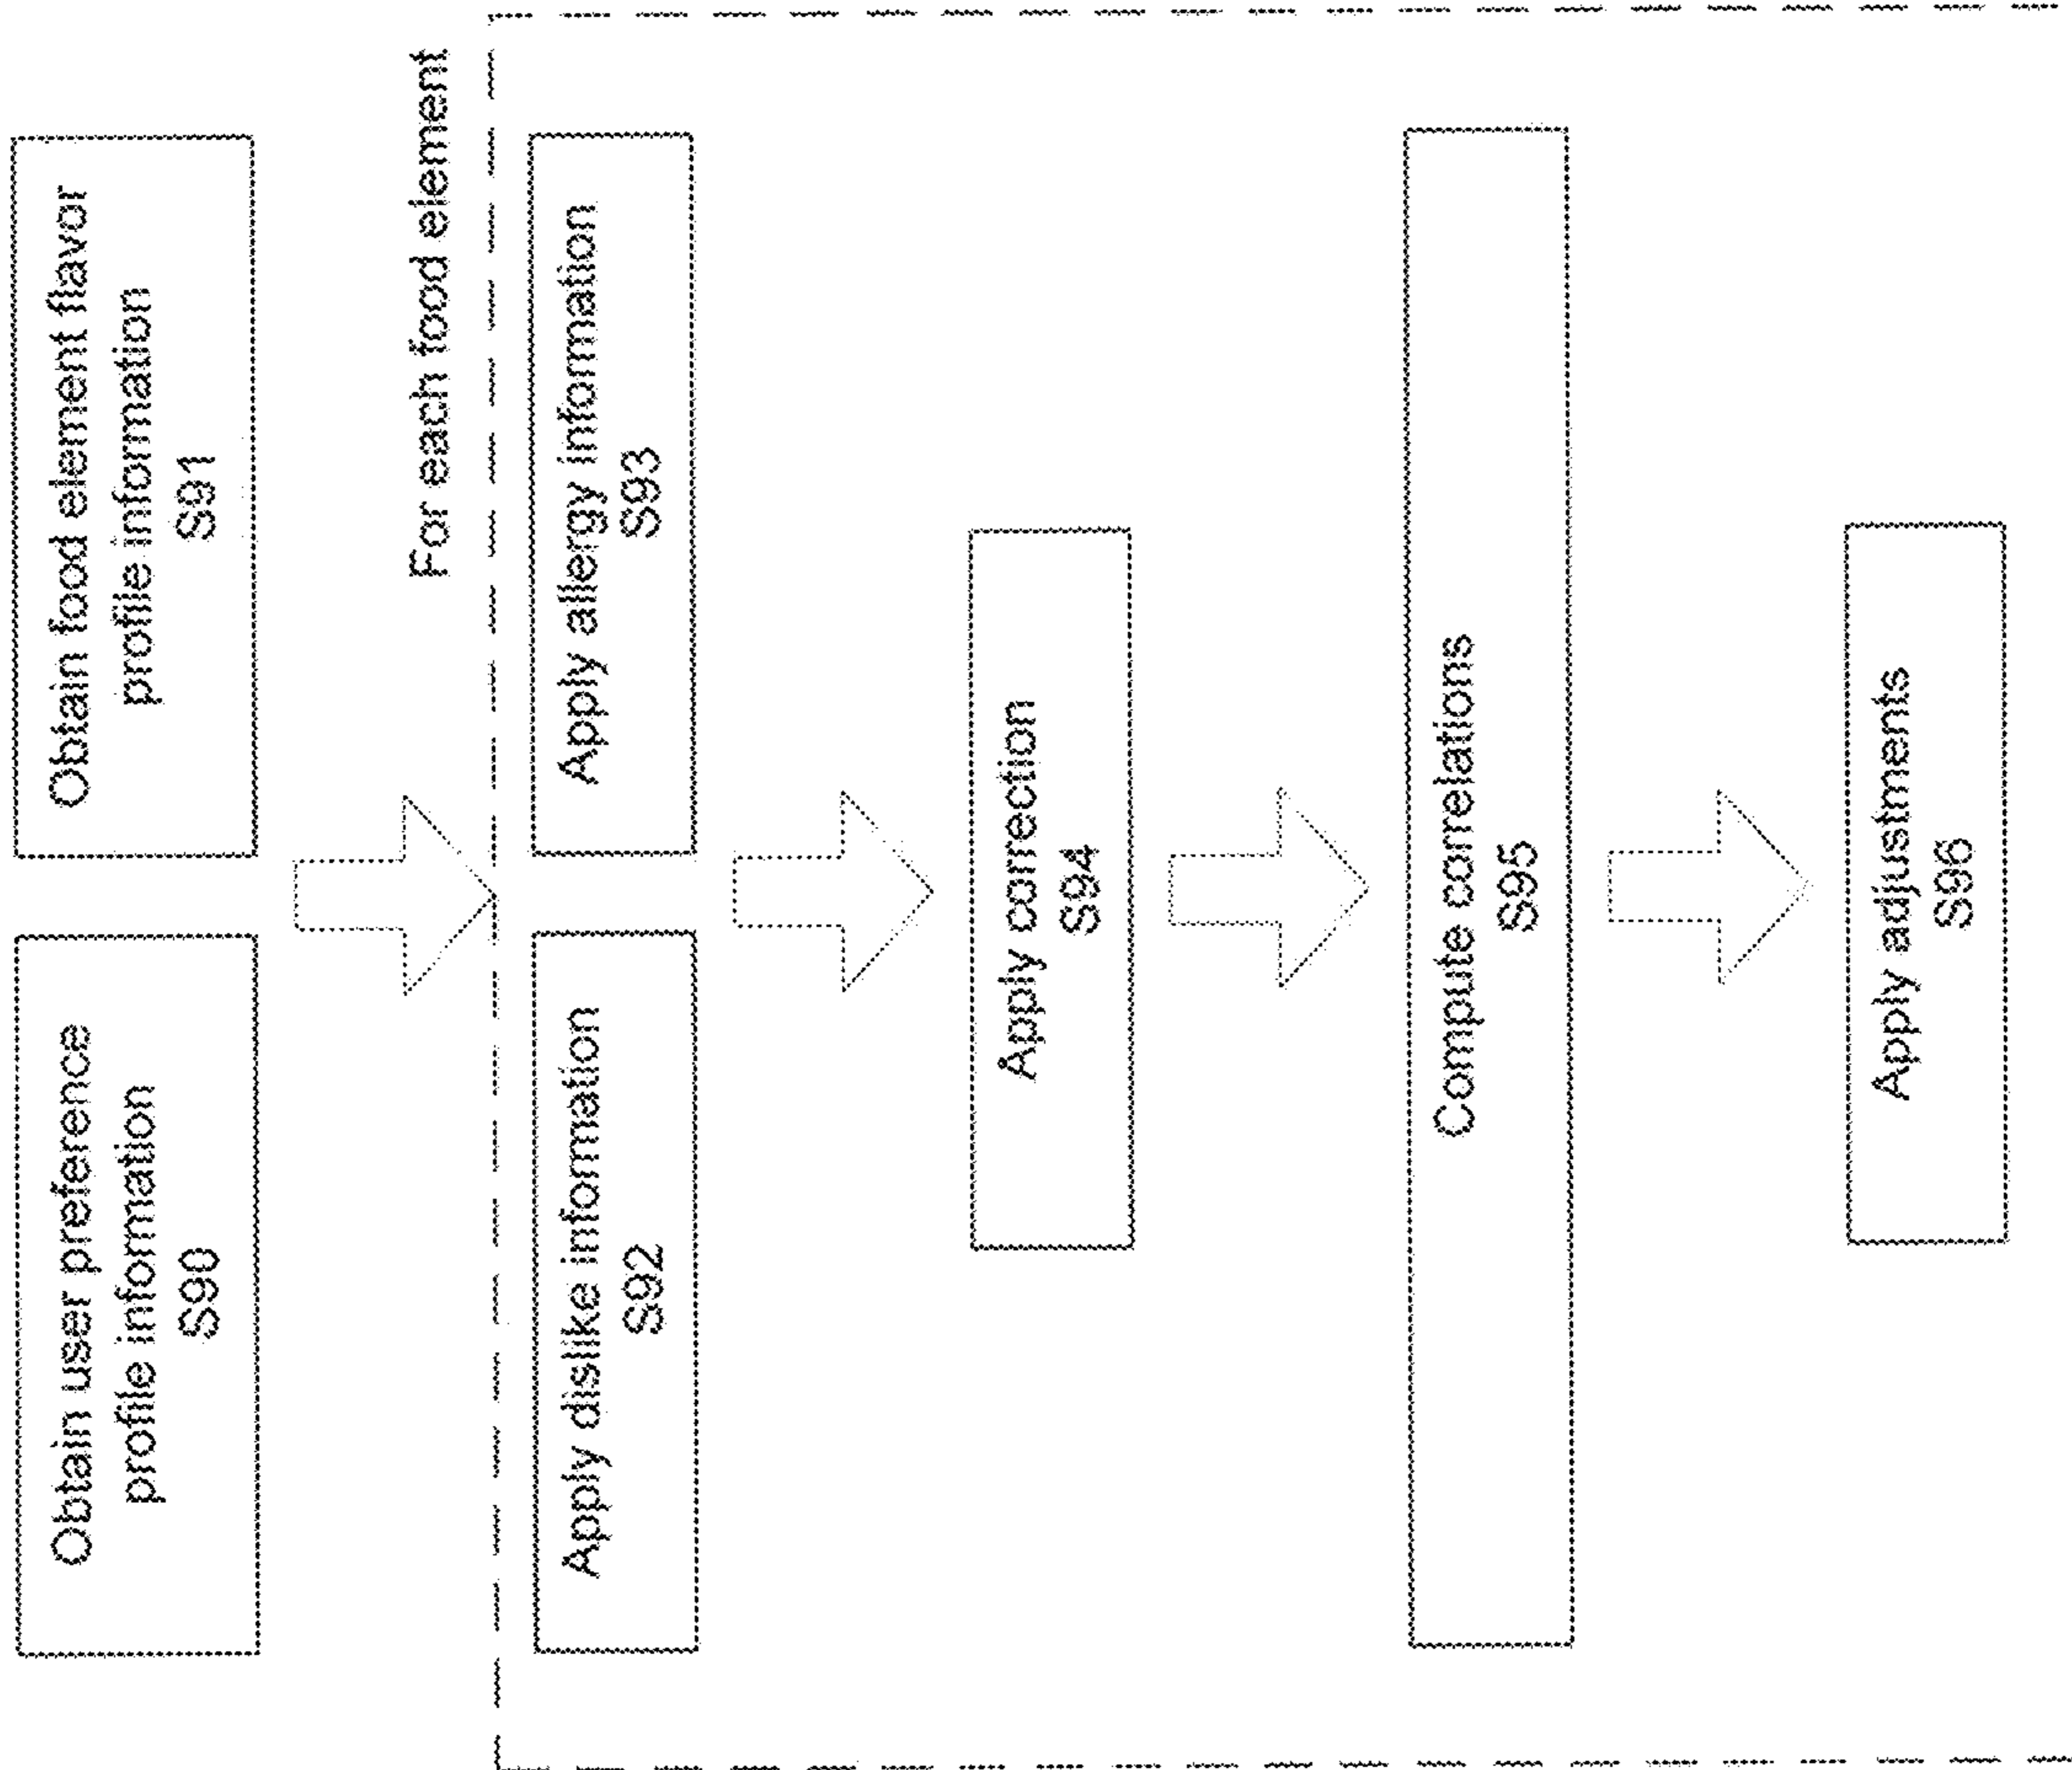 Obtain user preference
profile information
S90
Obtain food element flavor
profile information
S91
For each food element
Apply dislike information
S92
Apply allergy information
S93
Apply correction
S94
Compute correlations
S95
Apply adjustments
S96